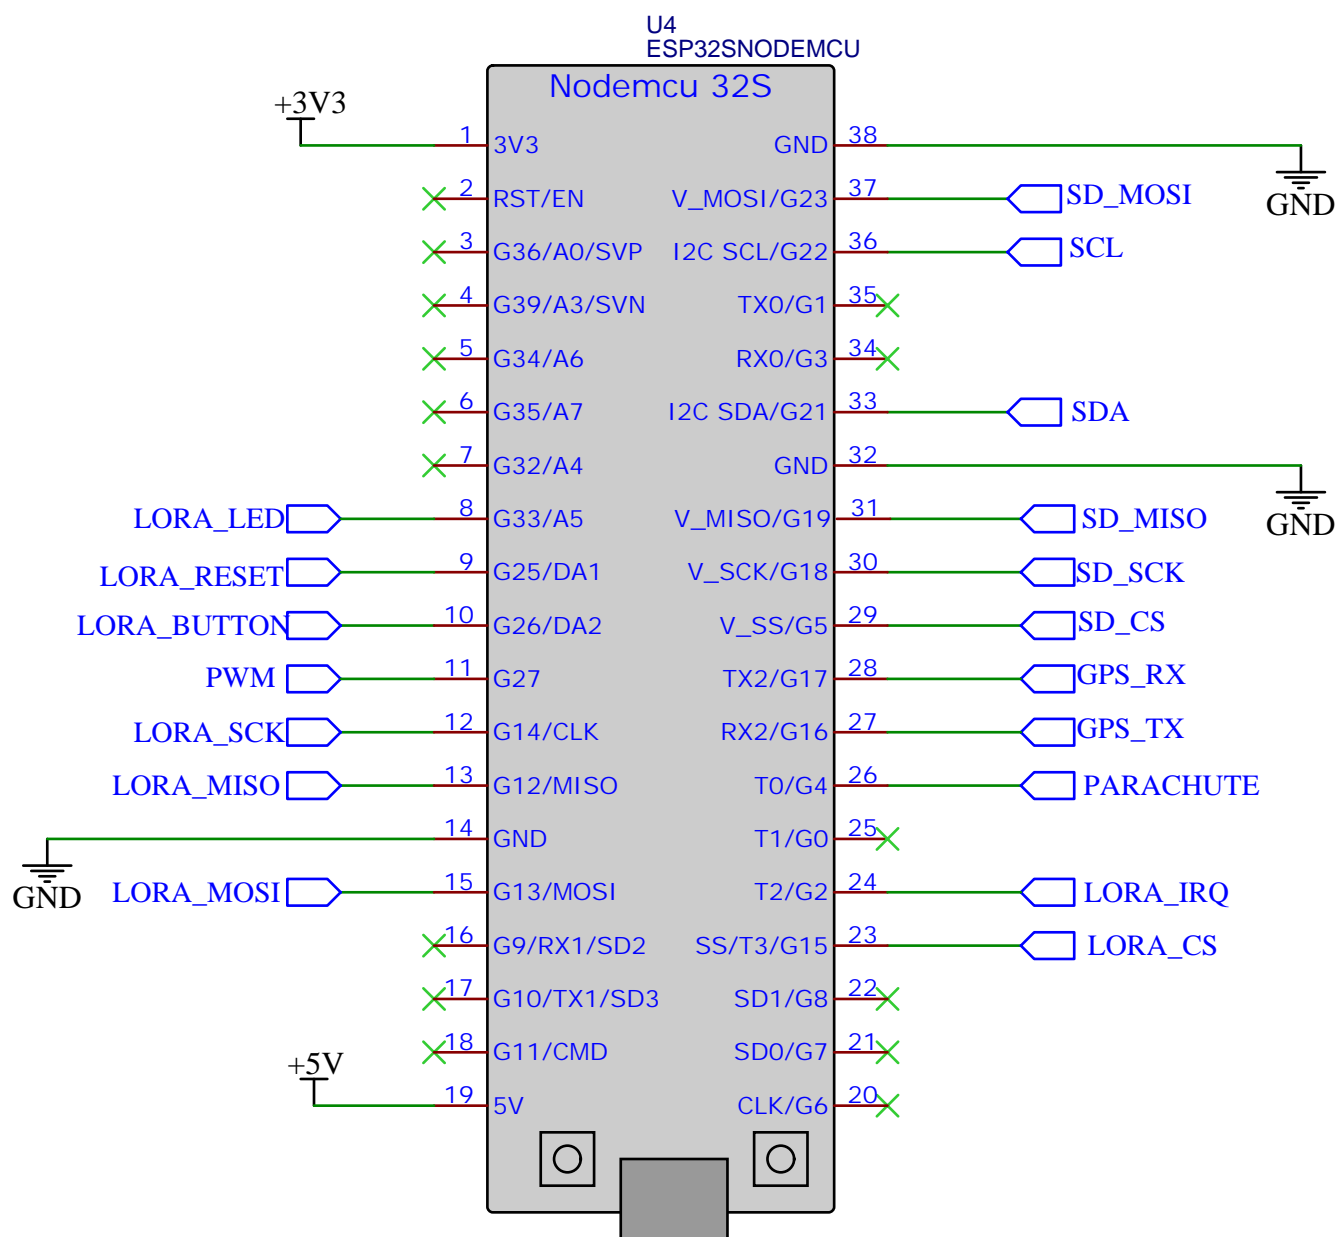 U4
ESP32SNODEMCU
Nodemcu 32S
+3V3
1 3V3 GND 38
GND
2 RST/EN V_MOSI/G23 37 SD_MOSI
3 G36/A0/SVP I2C SCL/G22 36 SCL
4 G39/A3/SVN TX0/G1 35
5 G34/A6 RX0/G3 34
6 G35/A7 I2C SDA/G21 33 SDA
7 G32/A4 GND 32
GND
LORA_LED 8 G33/A5 V_MISO/G19 31 SD_MISO
LORA_RESET 9 G25/DA1 V_SCK/G18 30 SD_SCK
LORA_BUTTON 10 G26/DA2 V_SS/G5 29 SD_CS
PWM 11 G27 TX2/G17 28 GPS_RX
LORA_SCK 12 G14/CLK RX2/G16 27 GPS_TX
LORA_MISO 13 G12/MISO T0/G4 26 PARACHUTE
14 GND T1/G0 25
GND
LORA_MOSI 15 G13/MOSI T2/G2 24 LORA_IRQ
16 G9/RX1/SD2 SS/T3/G15 23 LORA_CS
17 G10/TX1/SD3 SD1/G8 22
18 G11/CMD SD0/G7 21
+5V
19 5V CLK/G6 20